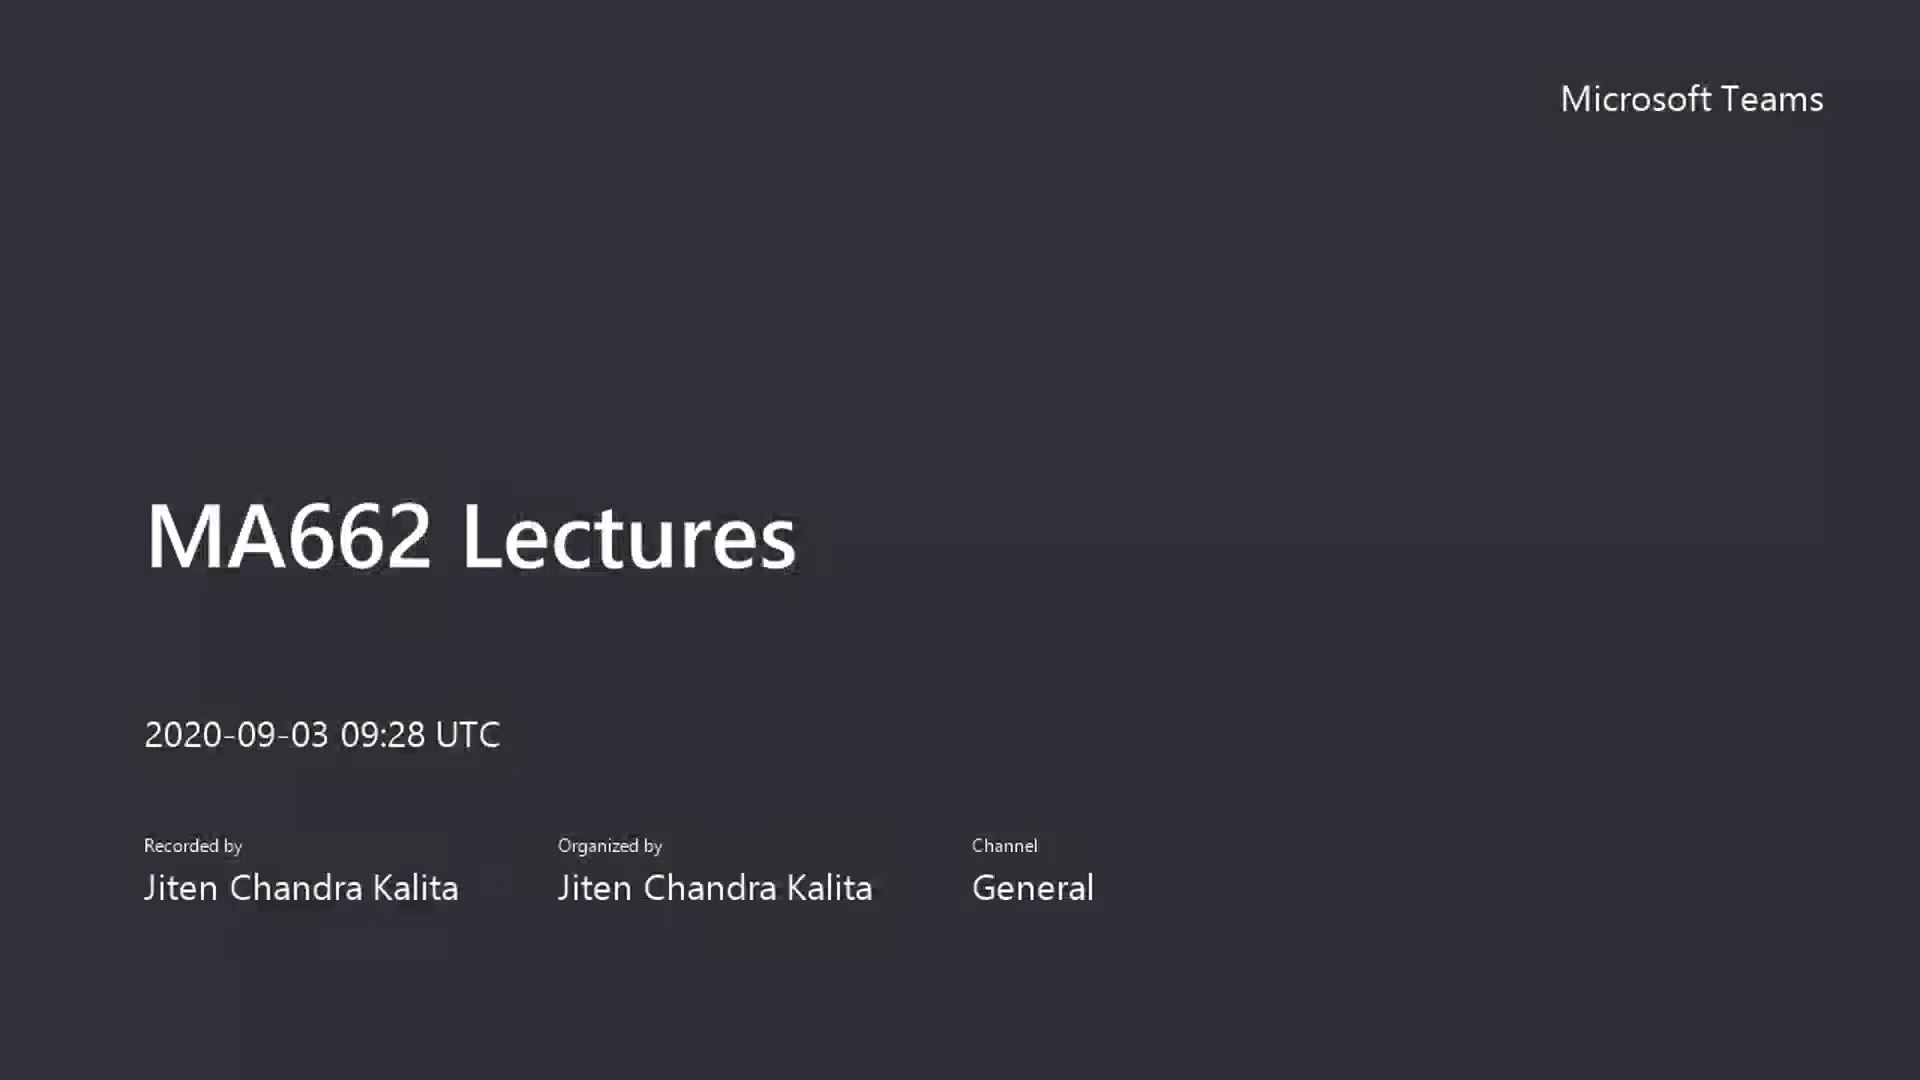 Microsoft Teams
MA662 Lectures
2020-09-03 09:28 UTC
Recorded by
Jiten Chandra Kalita
Organized by
Jiten Chandra Kalita
Channel
General